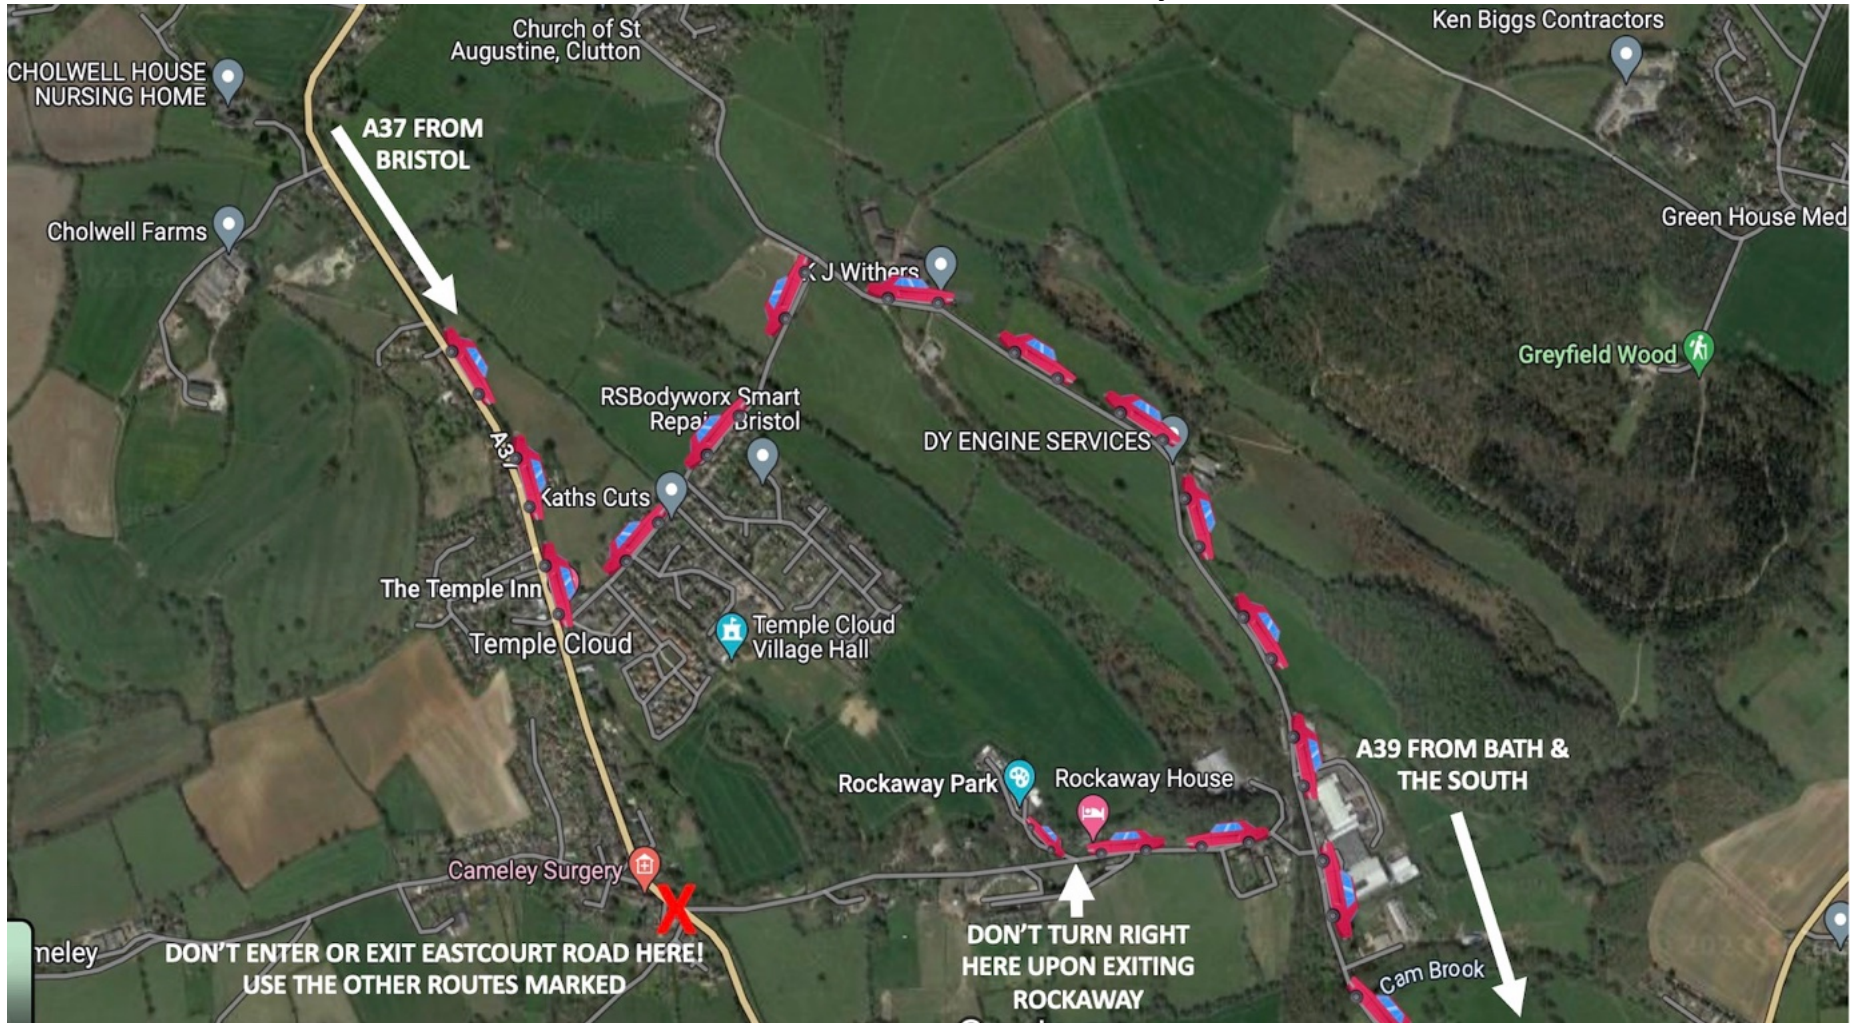 Church of St
Augustine, Clutton
Ken Biggs Contractors
CHOLWELL HOUSE
NURSING HOME
A37 FROM
BRISTOL
Cholwell Farms
Green House Med
K J Withers
Greyfield Wood
RSBodyworx Smart
Repai Bristol
DY ENGINE SERVICES
A37
Kaths Cuts
The Temple Inn
Temple Cloud
Temple Cloud
Village Hall
A39 FROM BATH &
THE SOUTH
Rockaway Park
Rockaway House
Cameley Surgery
X
meley
DON'T ENTER OR EXIT EASTCOURT ROAD HERE!
USE THE OTHER ROUTES MARKED
DON'T TURN RIGHT
HERE UPON EXITING
ROCKAWAY
Cam Brook